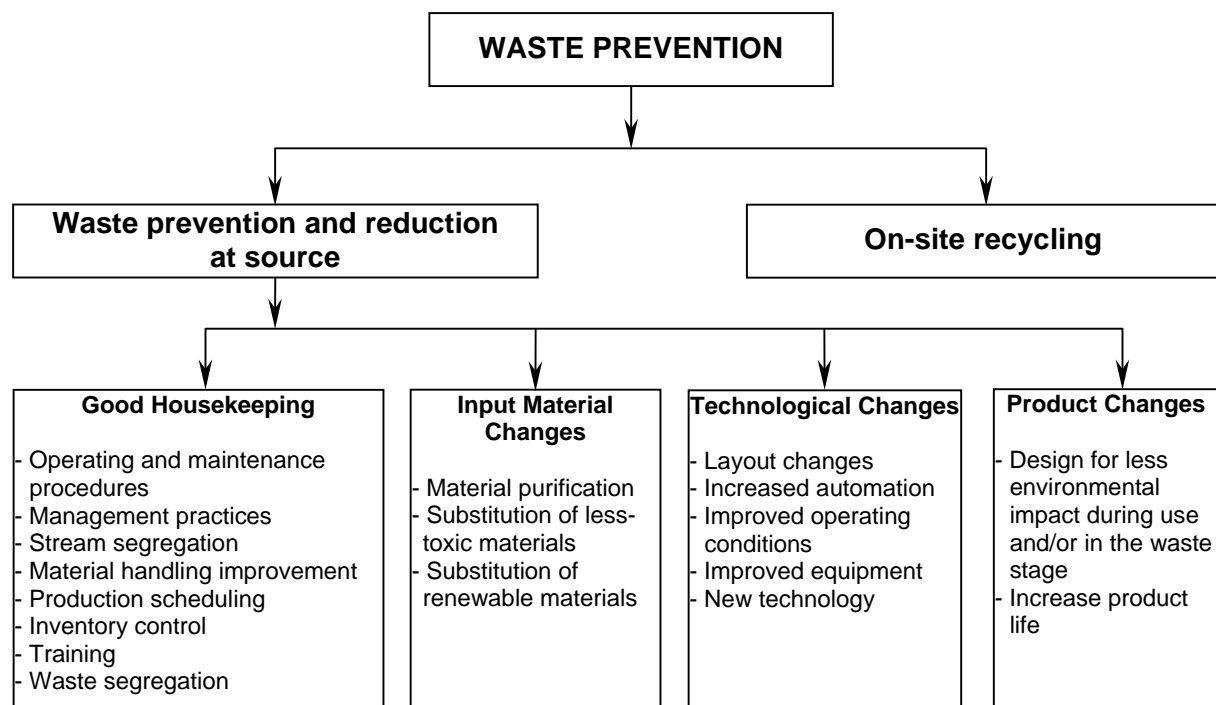 WASTE PREVENTION
Waste prevention and reduction
at source
On-site recycling
Good Housekeeping
- Operating and maintenance
procedures
- Management practices
- Stream segregation
- Material handling improvement
- Production scheduling
- Inventory control
- Training
- Waste segregation
Input Material
Changes
- Material purification
- Substitution of less-
toxic materials
- Substitution of
renewable materials
Technological Changes
- Layout changes
- Increased automation
- Improved operating
conditions
- Improved equipment
- New technology
Product Changes
- Design for less
environmental
impact during use
and/or in the waste
stage
- Increase product
life